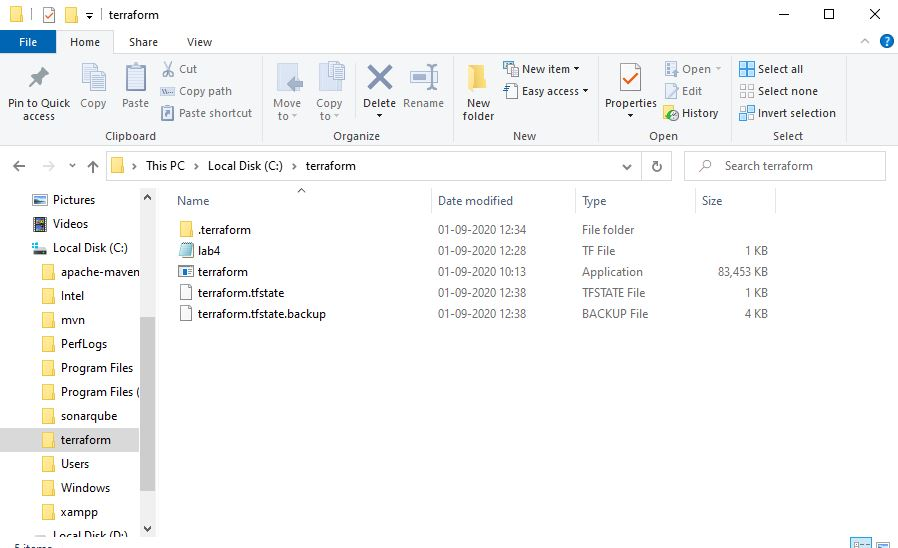 terraform
File Home Share View
Pin to Quick access
Copy
Paste
Cut
Copy path
Paste shortcut
Clipboard
Move to
Copy to
Delete
Rename
Organize
New folder
New item
Easy access
New
Properties
Open
Edit
History
Open
Select all
Select none
Invert selection
Select
This PC > Local Disk (C:) > terraform
Search terraform
Pictures
Videos
Local Disk (C:)
apache-maven
Intel
mvn
PerfLogs
Program Files
Program Files (
sonarqube
terraform
Users
Windows
xampp
Local Disk (D:)
Name Date modified Type Size
.terraform 01-09-2020 12:34 File folder
lab4 01-09-2020 12:28 TF File 1 KB
terraform 01-09-2020 10:13 Application 83,453 KB
terraform.tfstate 01-09-2020 12:38 TFSTATE File 1 KB
terraform.tfstate.backup 01-09-2020 12:38 BACKUP File 4 KB
5 items